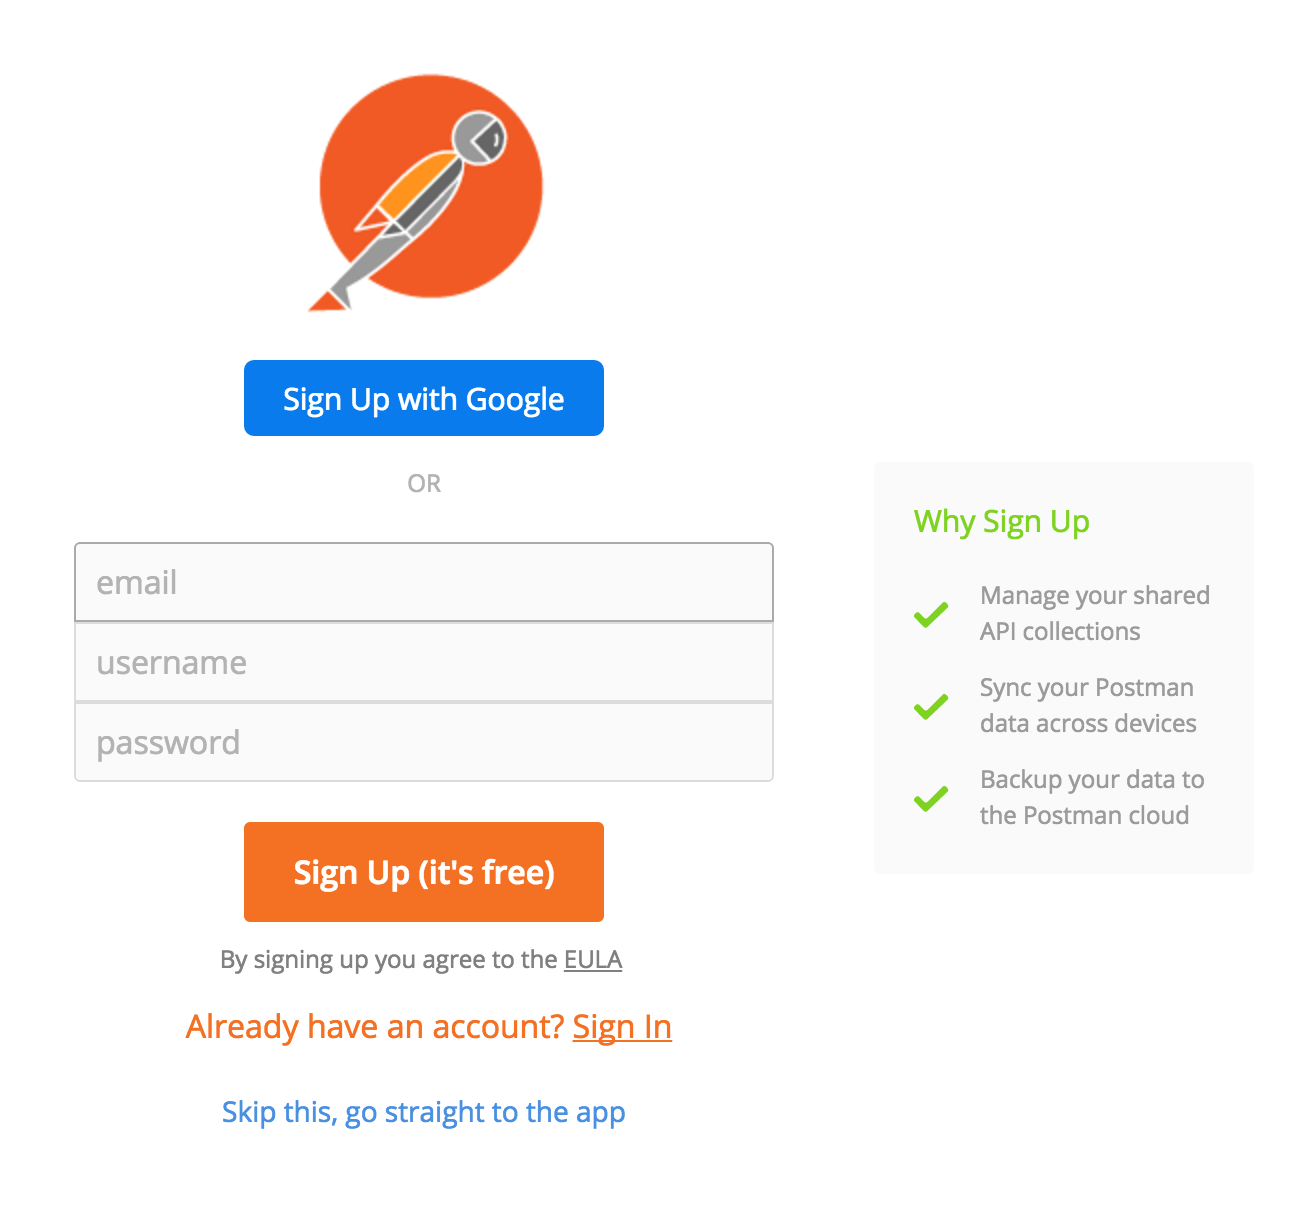 Sign Up with Google
OR
email
username
password
Sign Up (it's free)
By signing up you agree to the EULA
Already have an account? Sign In
Skip this, go straight to the app
Why Sign Up
Manage your shared
API collections
Sync your Postman
data across devices
Backup your data to
the Postman cloud